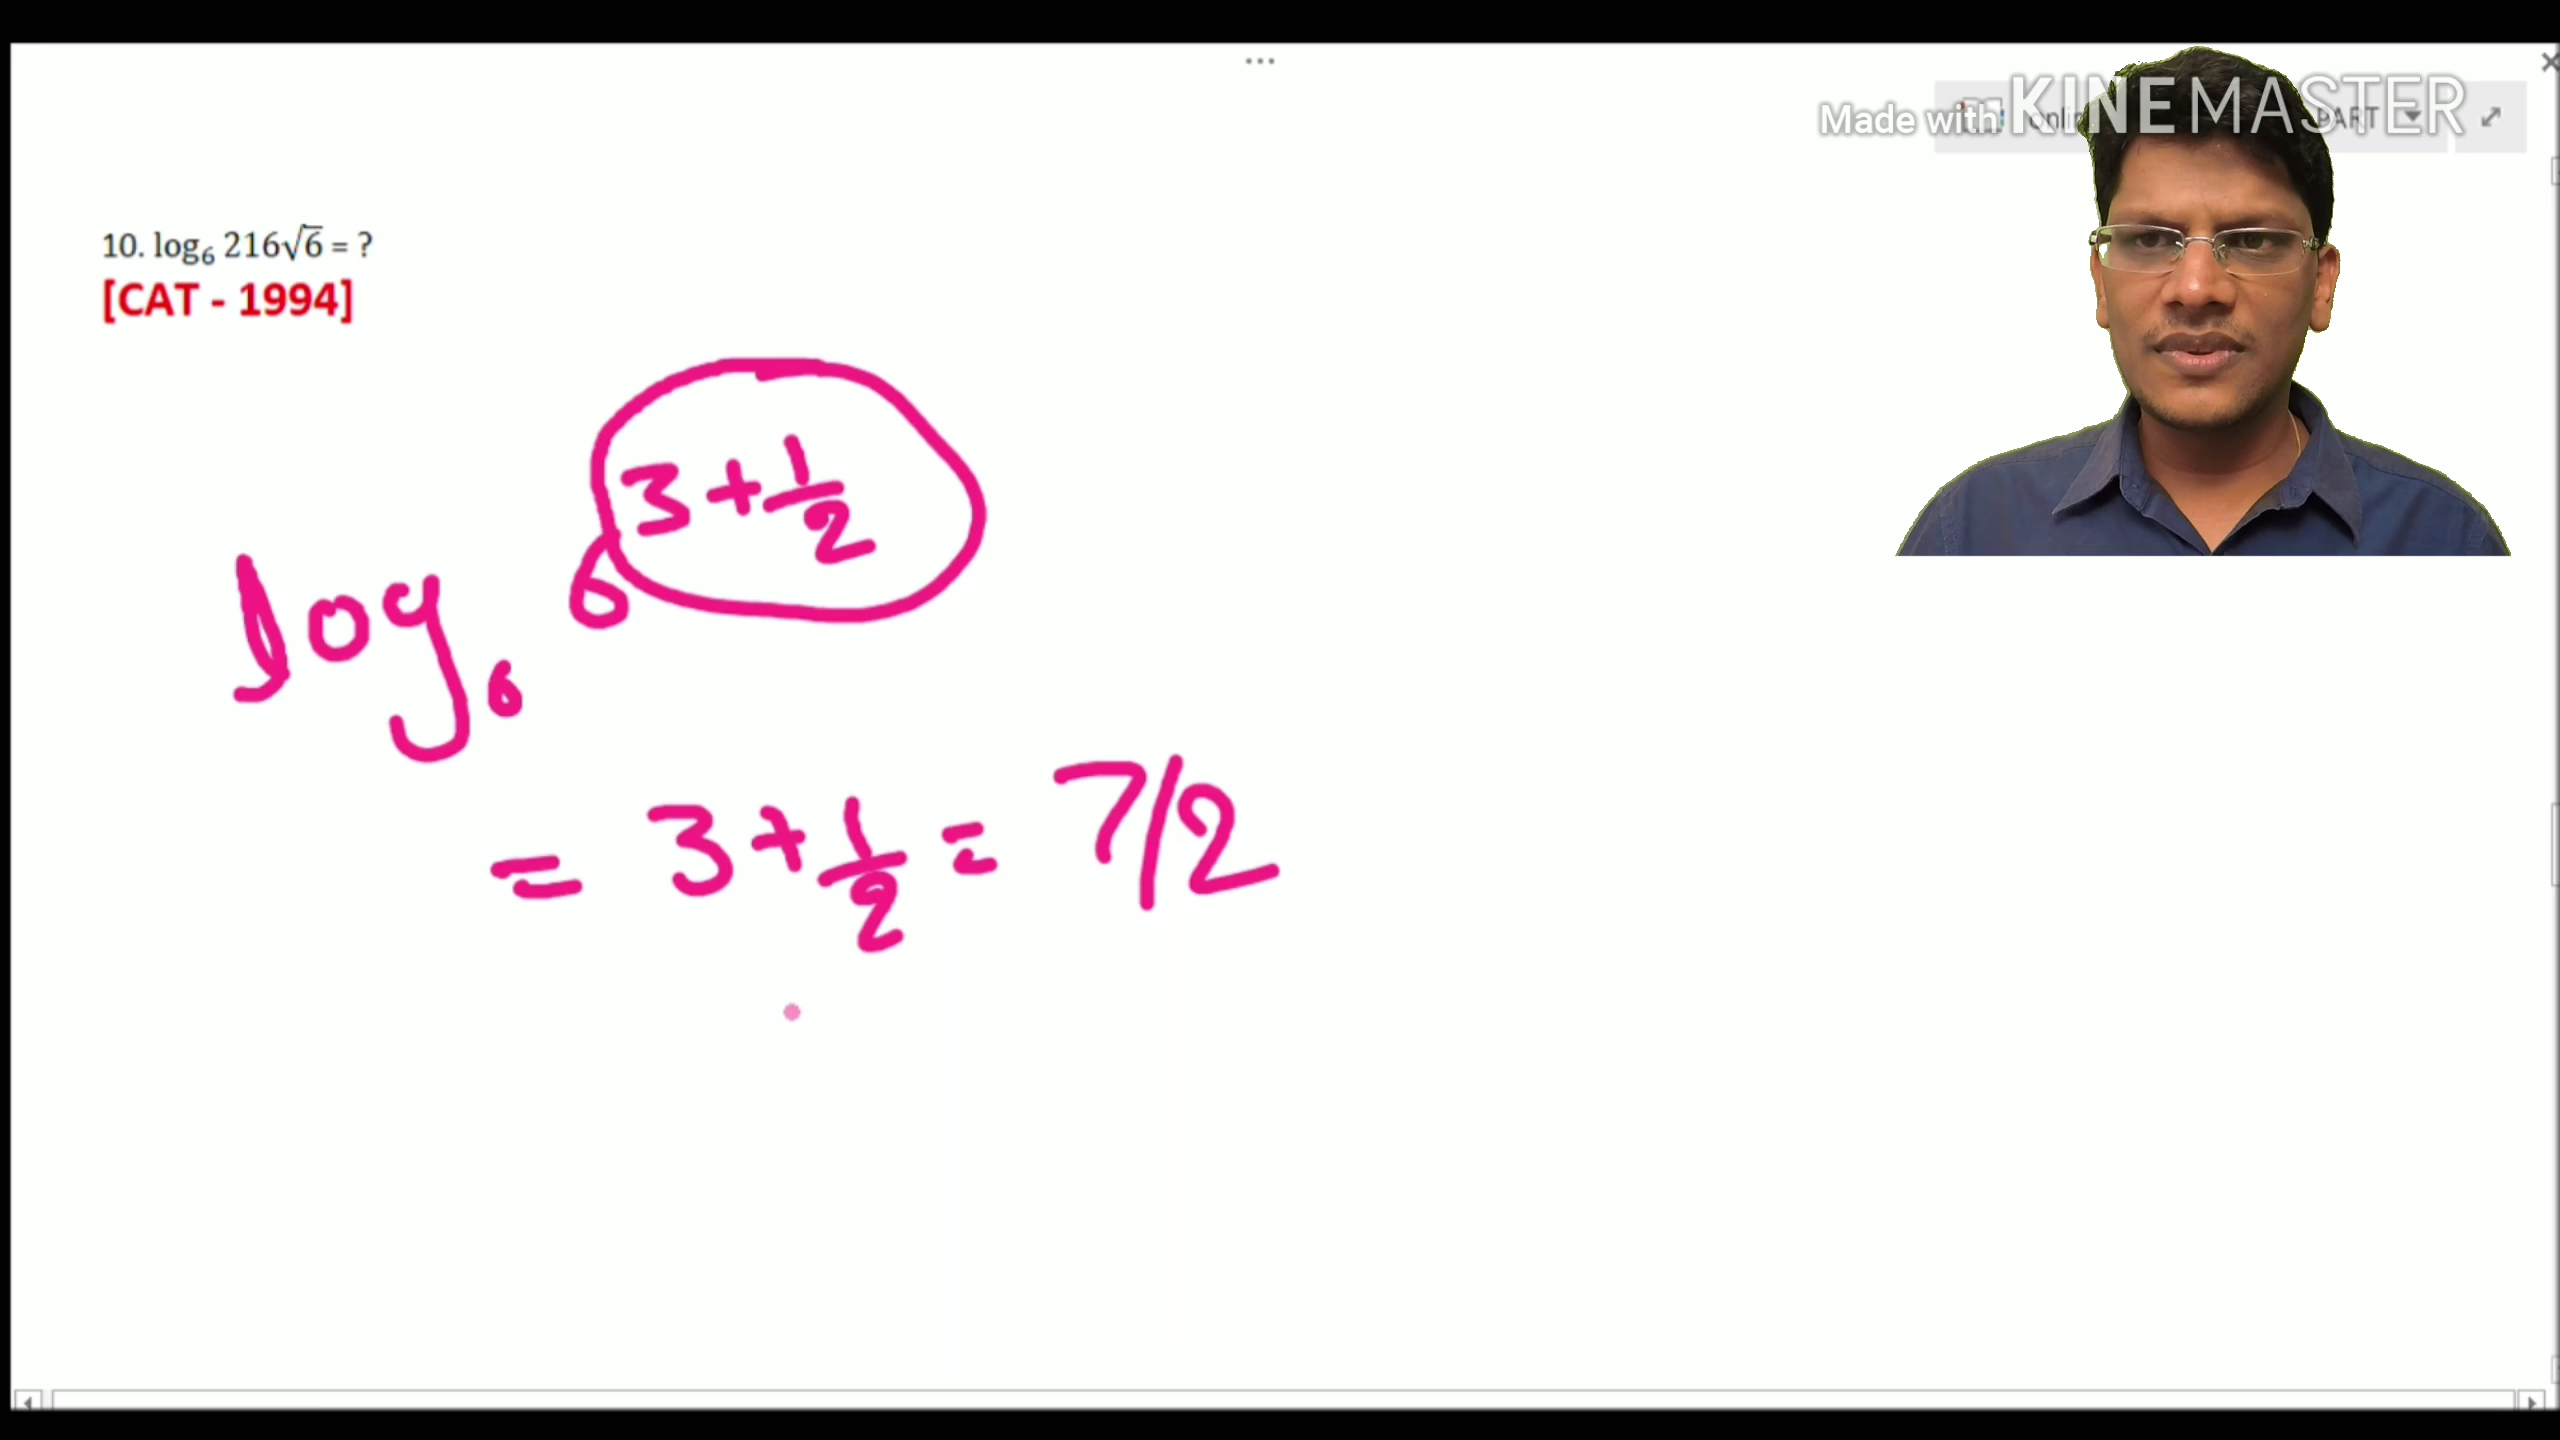 Made with KINEMASTER
PART
10. log₆ 216√6 = ?
[CAT - 1994]
log₆ 6^(3+1/2)
= 3+1/2 = 7/2